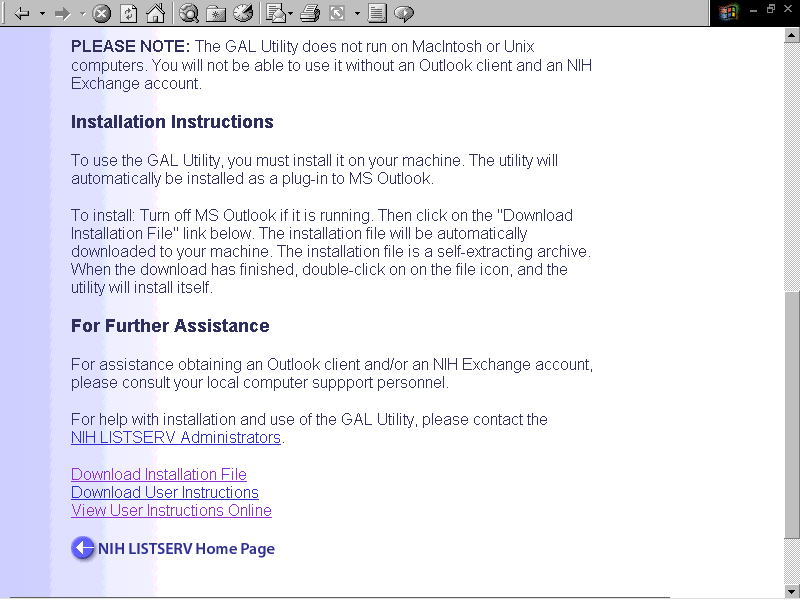 PLEASE NOTE: The GAL Utility does not run on MacIntosh or Unix
computers. You will not be able to use it without an Outlook client and an NIH
Exchange account.
Installation Instructions
To use the GAL Utility, you must install it on your machine. The utility will
automatically be installed as a plug-in to MS Outlook.
To install: Turn off MS Outlook if it is running. Then click on the "Download
Installation File" link below. The installation file will be automatically
downloaded to your machine. The installation file is a self-extracting archive.
When the download has finished, double-click on on the file icon, and the
utility will install itself.
For Further Assistance
For assistance obtaining an Outlook client and/or an NIH Exchange account,
please consult your local computer suppport personnel.
For help with installation and use of the GAL Utility, please contact the
NIH LISTSERV Administrators.
Download Installation File
Download User Instructions
View User Instructions Online
NIH LISTSERV Home Page